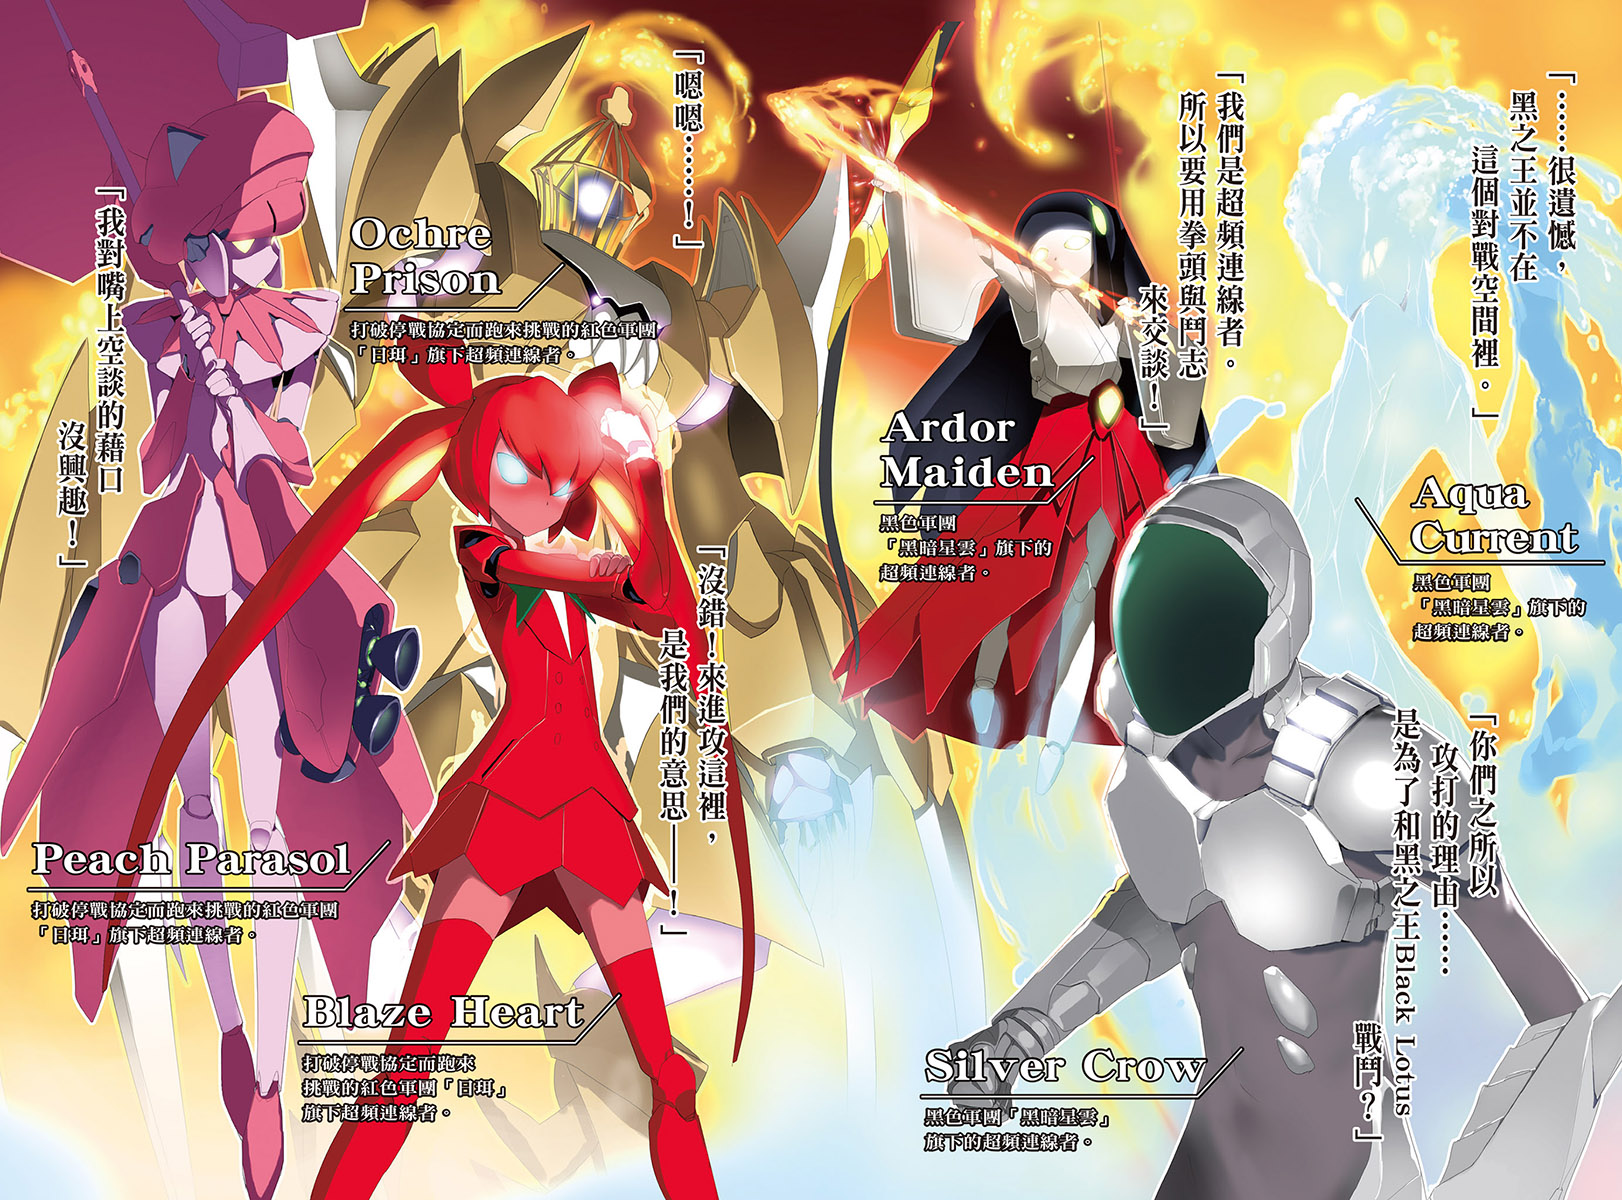 「……很遺憾，
黑之王並不在
這個對戰空間裡。」
「我們是超頻連線者。
所以要用拳頭與鬥志
來交談！」
「嗯嗯……！」
「我對嘴上空談的藉口
沒興趣！」
「沒錯！來進攻這裡，
是我們的意思——！」
「你們之所以
攻打的理由……
是為了和黑之王Black Lotus
戰鬥？」
Ochre
Prison
打破停戰協定而跑來挑戰的紅色軍團
「日珥」旗下超頻連線者。
Ardor
Maiden
黑色軍團
「黑暗星雲」旗下的
超頻連線者。
Aqua
Current
黑色軍團
「黑暗星雲」旗下的
超頻連線者。
Peach Parasol
打破停戰協定而跑來挑戰的紅色軍團
「日珥」旗下超頻連線者。
Blaze Heart
打破停戰協定而跑來
挑戰的紅色軍團「日珥」
旗下超頻連線者。
Silver Crow
黑色軍團「黑暗星雲」
旗下的超頻連線者。